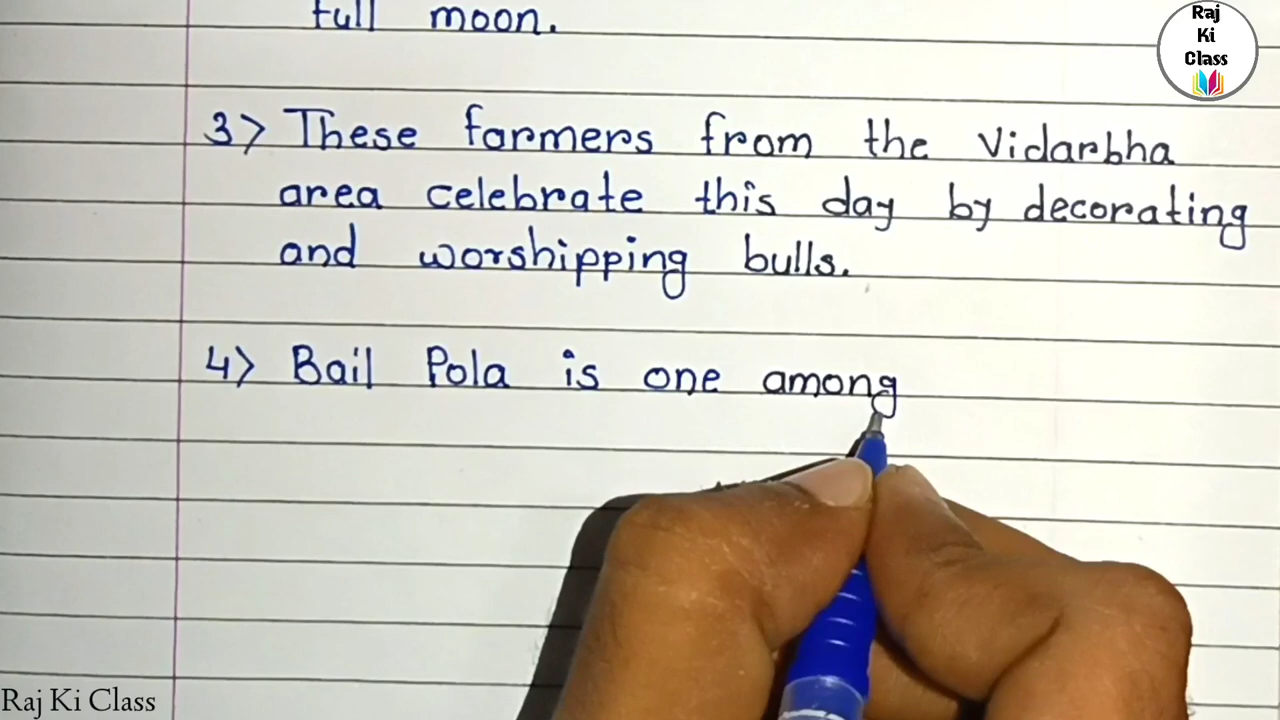 full moon.
Raj
Ki
Class
3> These farmers from the Vidarbha
area celebrate this day by decorating
and worshipping bulls.
4> Bail Pola is one among
Raj Ki Class